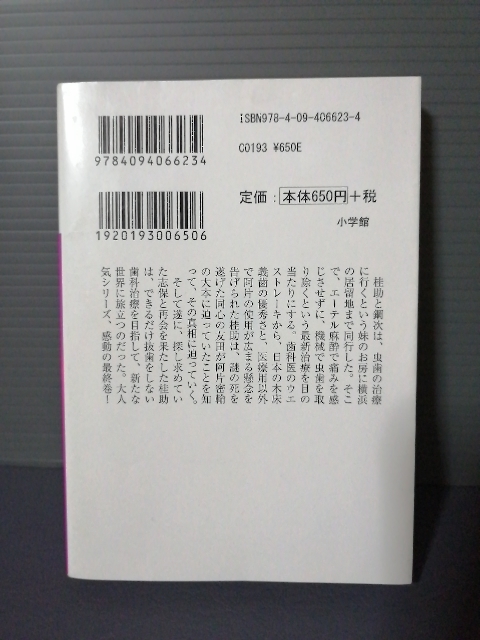 ISBN978-4-09-406623-4
9784094066234
C0193 ¥650E
定価：本体650円＋税
1920193006506
小学館
桂助と鋼次は、虫歯の治療
に行くという妹のお房に横浜
の居留地まで同行した。そこ
で、エーテル麻酔で痛みを感
じさせずに、機械で虫歯を取
り除くという最新治療を目の
当たりにする。歯科医のウエ
ストレーキから、日本の木床
義歯の優秀さと、医療用以外
で阿片の使用が広まる懸念を
告げられた桂助は、謎の死を
遂げた同心の友田が阿片密輸
の大本に迫っていたことを知
って、その真相に迫っていく。
そして遂に、探し求めてい
た志保と再会を果たした桂助
は、できるだけ抜歯をしない
歯科治療を目指して、新たな
世界に旅立つのだった。大人
気シリーズ、感動の最終巻！